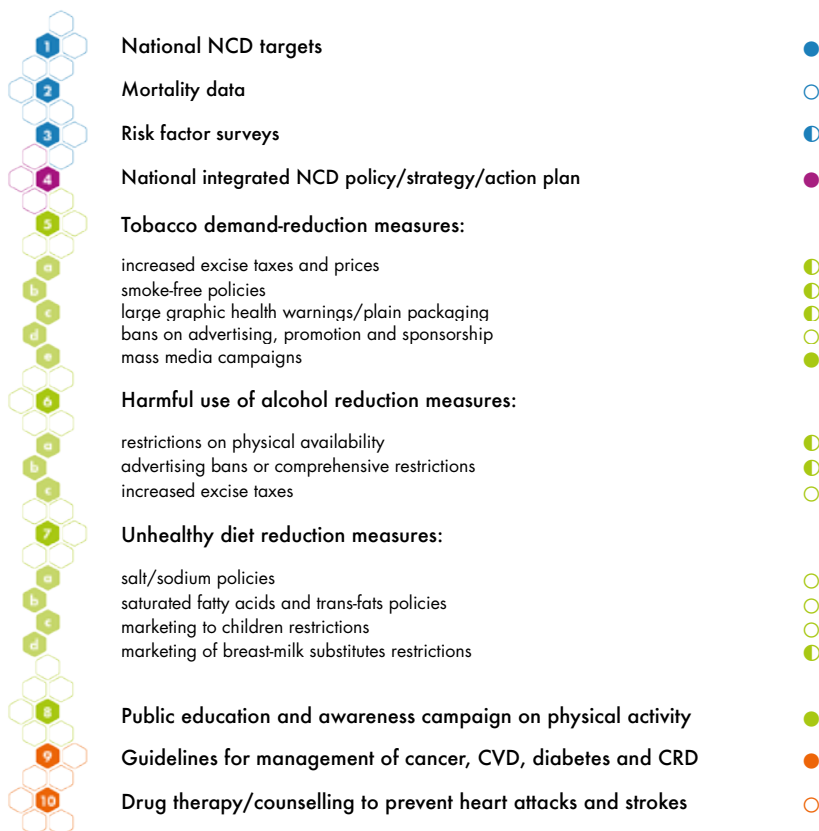 1 National NCD targets
2 Mortality data
3 Risk factor surveys
4 National integrated NCD policy/strategy/action plan
5 Tobacco demand-reduction measures:
a increased excise taxes and prices
b smoke-free policies
c large graphic health warnings/plain packaging
d bans on advertising, promotion and sponsorship
e mass media campaigns
6 Harmful use of alcohol reduction measures:
a restrictions on physical availability
b advertising bans or comprehensive restrictions
c increased excise taxes
7 Unhealthy diet reduction measures:
a salt/sodium policies
b saturated fatty acids and trans-fats policies
c marketing to children restrictions
d marketing of breast-milk substitutes restrictions
8 Public education and awareness campaign on physical activity
9 Guidelines for management of cancer, CVD, diabetes and CRD
10 Drug therapy/counselling to prevent heart attacks and strokes